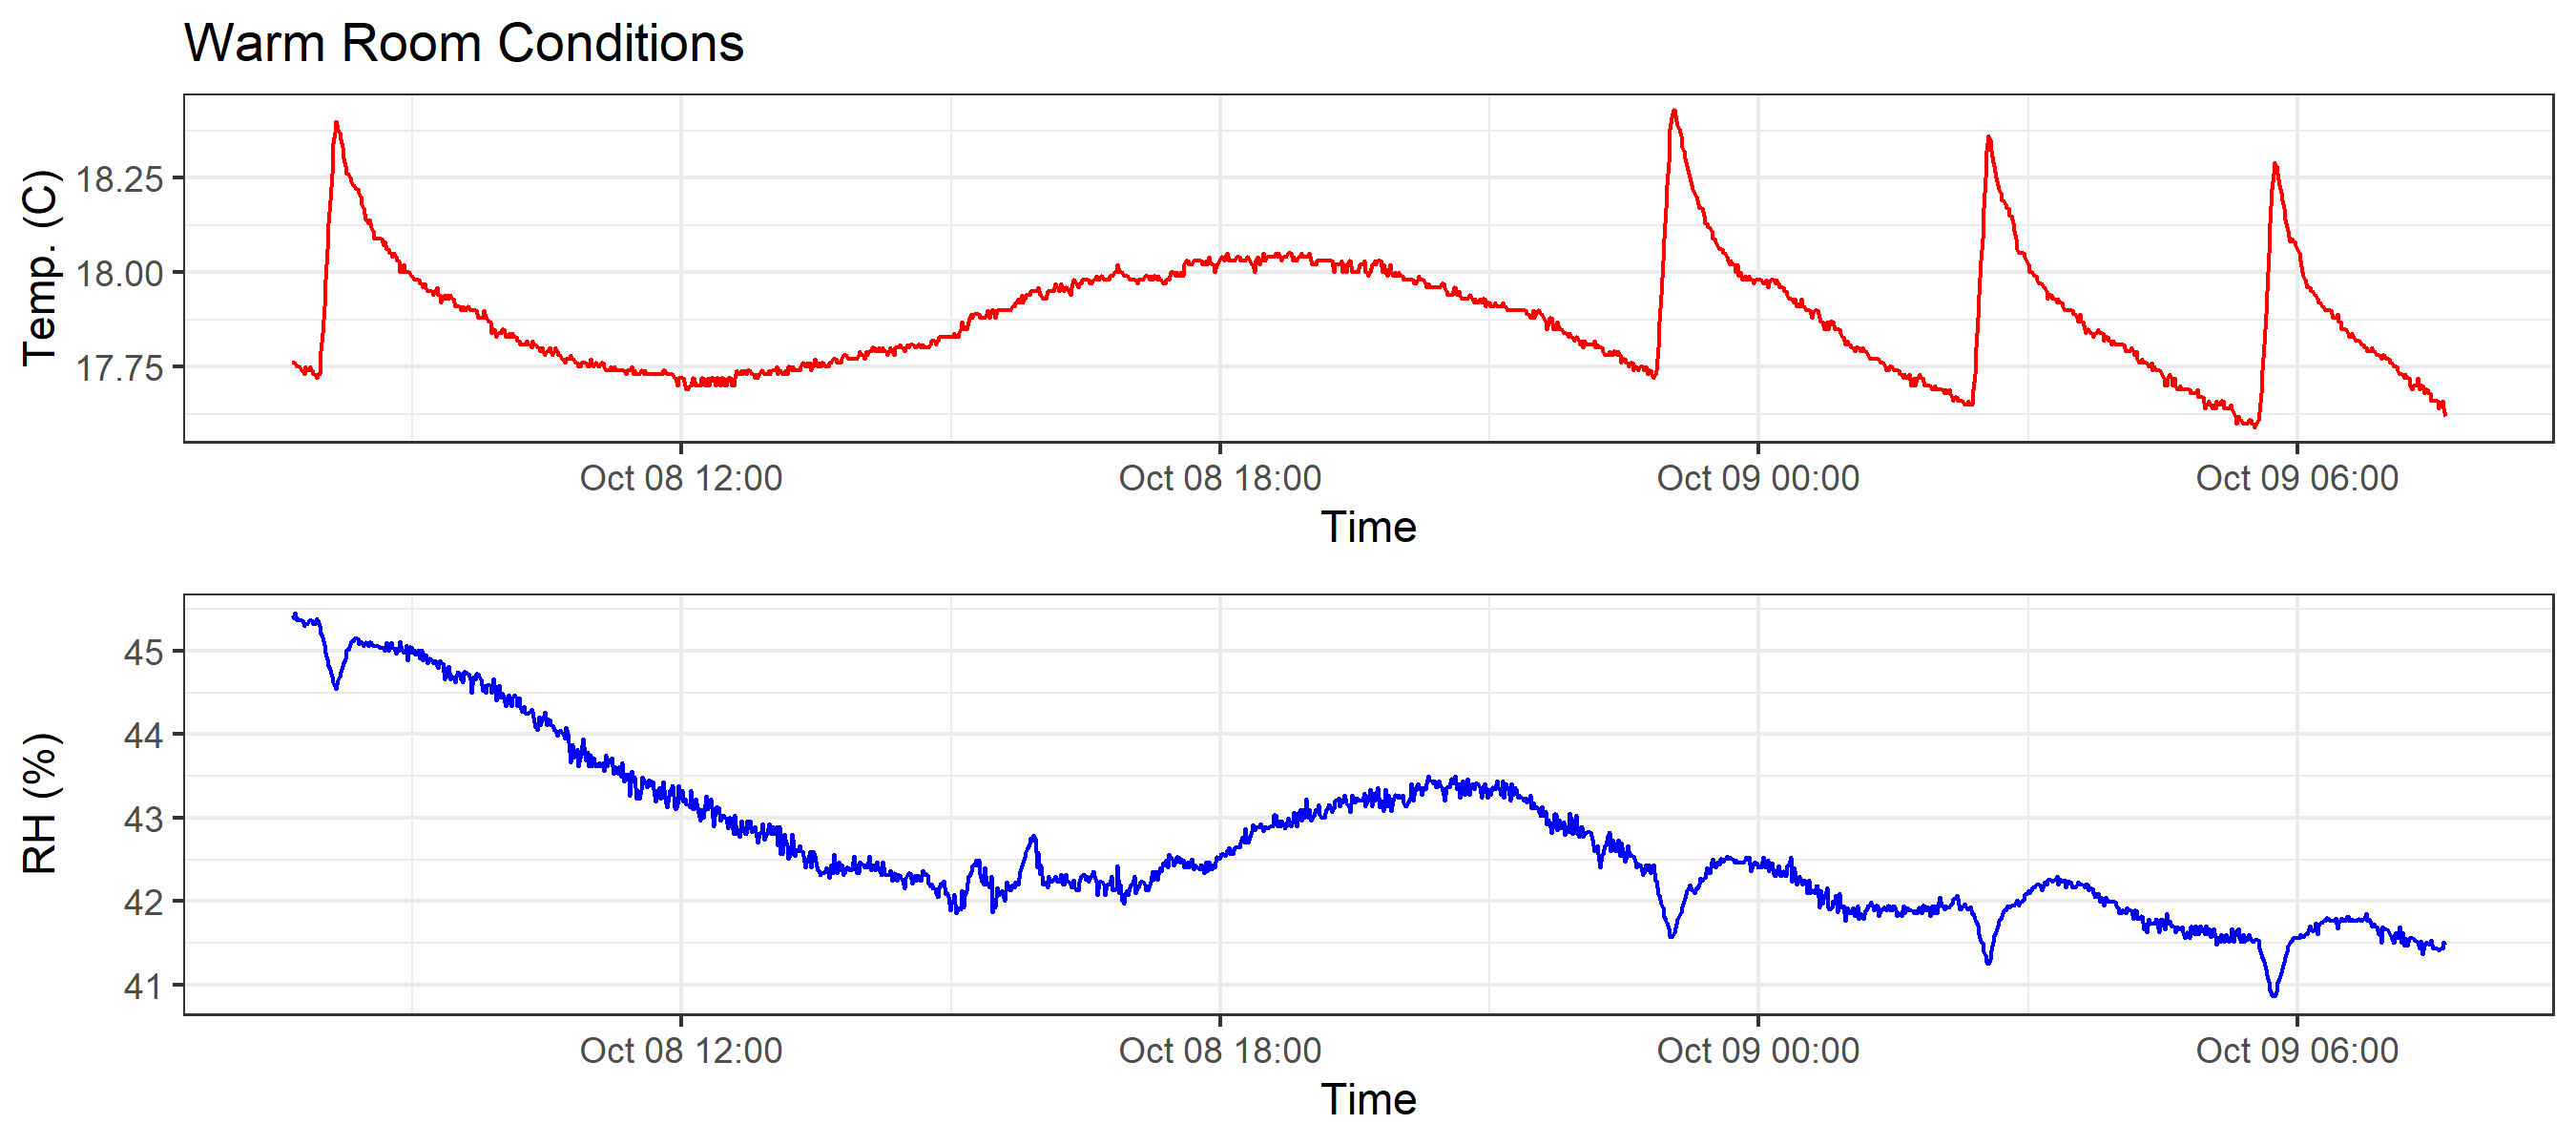 Warm Room Conditions
Temp. (C)
18.25
18.00
17.75
Oct 08 12:00 Oct 08 18:00 Oct 09 00:00 Oct 09 06:00
Time
RH (%)
45
44
43
42
41
Oct 08 12:00 Oct 08 18:00 Oct 09 00:00 Oct 09 06:00
Time